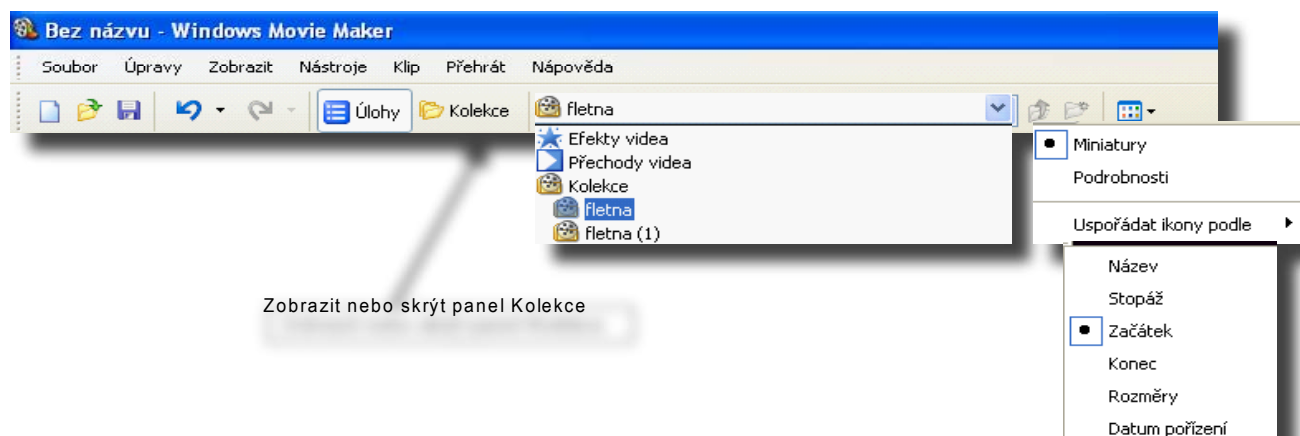 Bez názvu - Windows Movie Maker
Soubor Úpravy Zobrazit Nástroje Klip Přehrát Nápověda
Úlohy Kolekce fletna
Efekty videa
Přechody videa
Kolekce
fletna
fletna (1)
Miniatury
Podrobnosti
Uspořádat ikony podle
Název
Stopáž
Začátek
Konec
Rozměry
Datum pořízení
Zobrazit nebo skrýt panel Kolekce